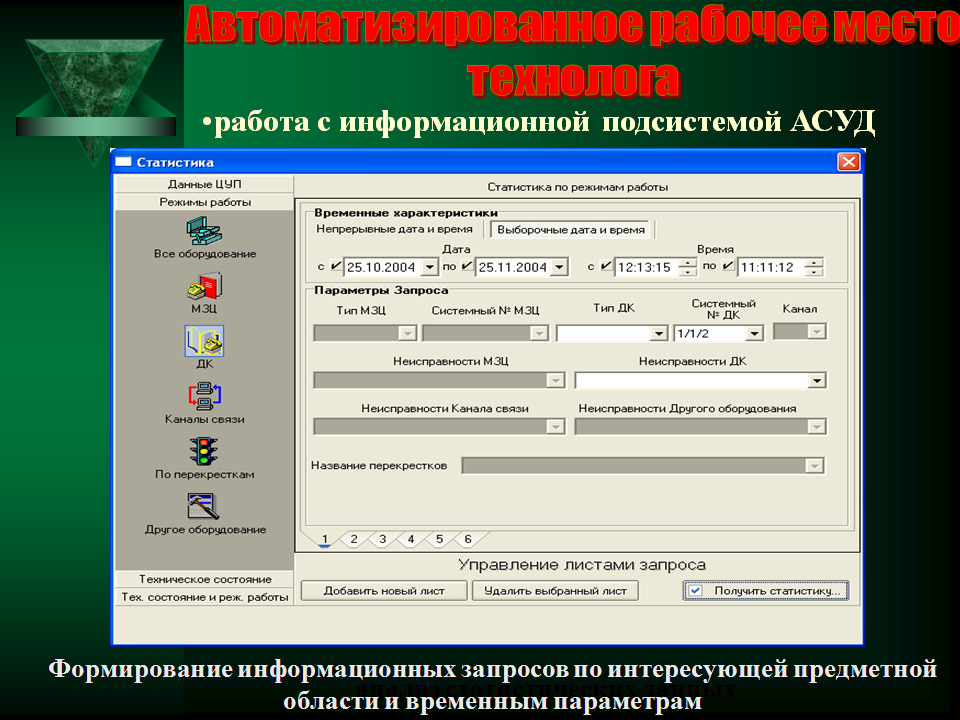 Автоматизированное рабочее место
технолога
•работа с информационной подсистемой АСУД
Статистика
Данные ЦУП
Режимы работы
Все оборудование
МЗЦ
ДК
Каналы связи
По перекресткам
Другое оборудование
Техническое состояние
Тех. состояние и реж. работы
Статистика по режимам работы
Временные характеристики
Непрерывные дата и время Выборочные дата и время
Дата Время
с 25.10.2004 по 25.11.2004 с 12:13:15 по 11:11:12
Параметры Запроса
Тип МЗЦ Системный № МЗЦ Тип ДК Системный № ДК Канал
1/1/2
Неисправности МЗЦ Неисправности ДК
Неисправности Канала связи Неисправности Другого оборудования
Название перекрестков
1 2 3 4 5 6
Управление листами запроса
Добавить новый лист Удалить выбранный лист Получить статистику...
Формирование информационных запросов по интересующей предметной
области и временным параметрам
анализ статистических данных